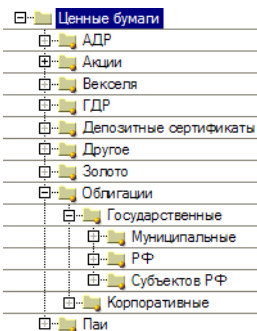 Ценные бумаги
АДР
Акции
Векселя
ГДР
Депозитные сертификаты
Другое
Золото
Облигации
Государственные
Муниципальные
РФ
Субъектов РФ
Корпоративные
Паи